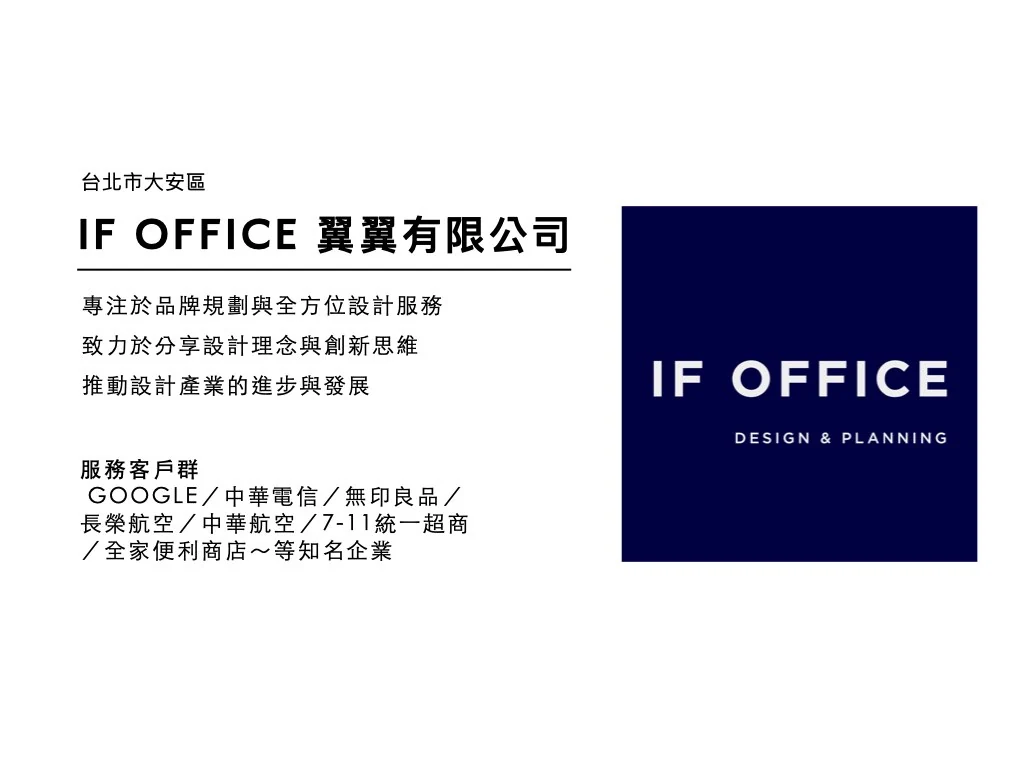 台北市大安區
IF OFFICE 翼翼有限公司
專注於品牌規劃與全方位設計服務
致力於分享設計理念與創新思維
推動設計產業的進步與發展
服務客戶群
GOOGLE／中華電信／無印良品／
長榮航空／中華航空／7-11統一超商
／全家便利商店～等知名企業
IF OFFICE
DESIGN & PLANNING